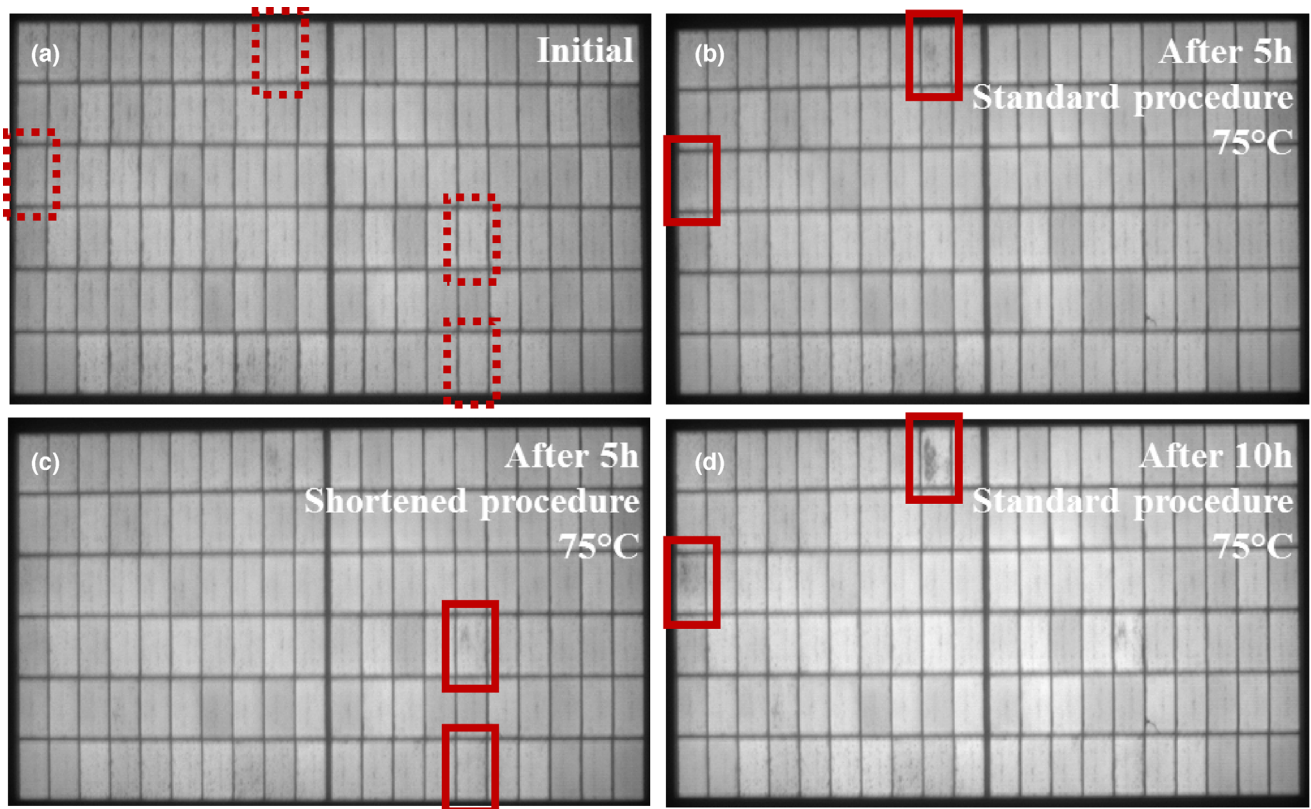 (a)
Initial
(b)
After 5h
Standard procedure
75°C
(c)
After 5h
Shortened procedure
75°C
(d)
After 10h
Standard procedure
75°C